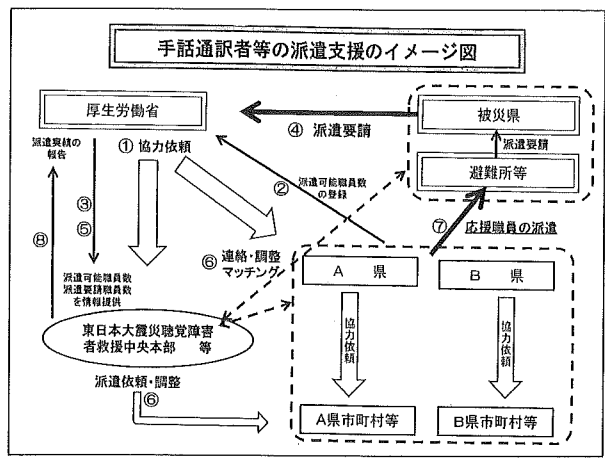 手話通訳者等の派遣支援のイメージ図
厚生労働省
被災県
④ 派遣要請
派遣要請
避難所等
派遣実績の
報告
① 協力依頼
②
派遣可能職員数
の登録
③
⑤
⑧
⑦ 応援職員の派遣
⑥ 連絡・調整
マッチング
A 県
B 県
派遣可能職員数
派遣要請職員数
を情報提供
東日本大震災聴覚障害
者救援中央本部 等
協力依頼
協力依頼
派遣依頼・調整
⑥
A県市町村等
B県市町村等